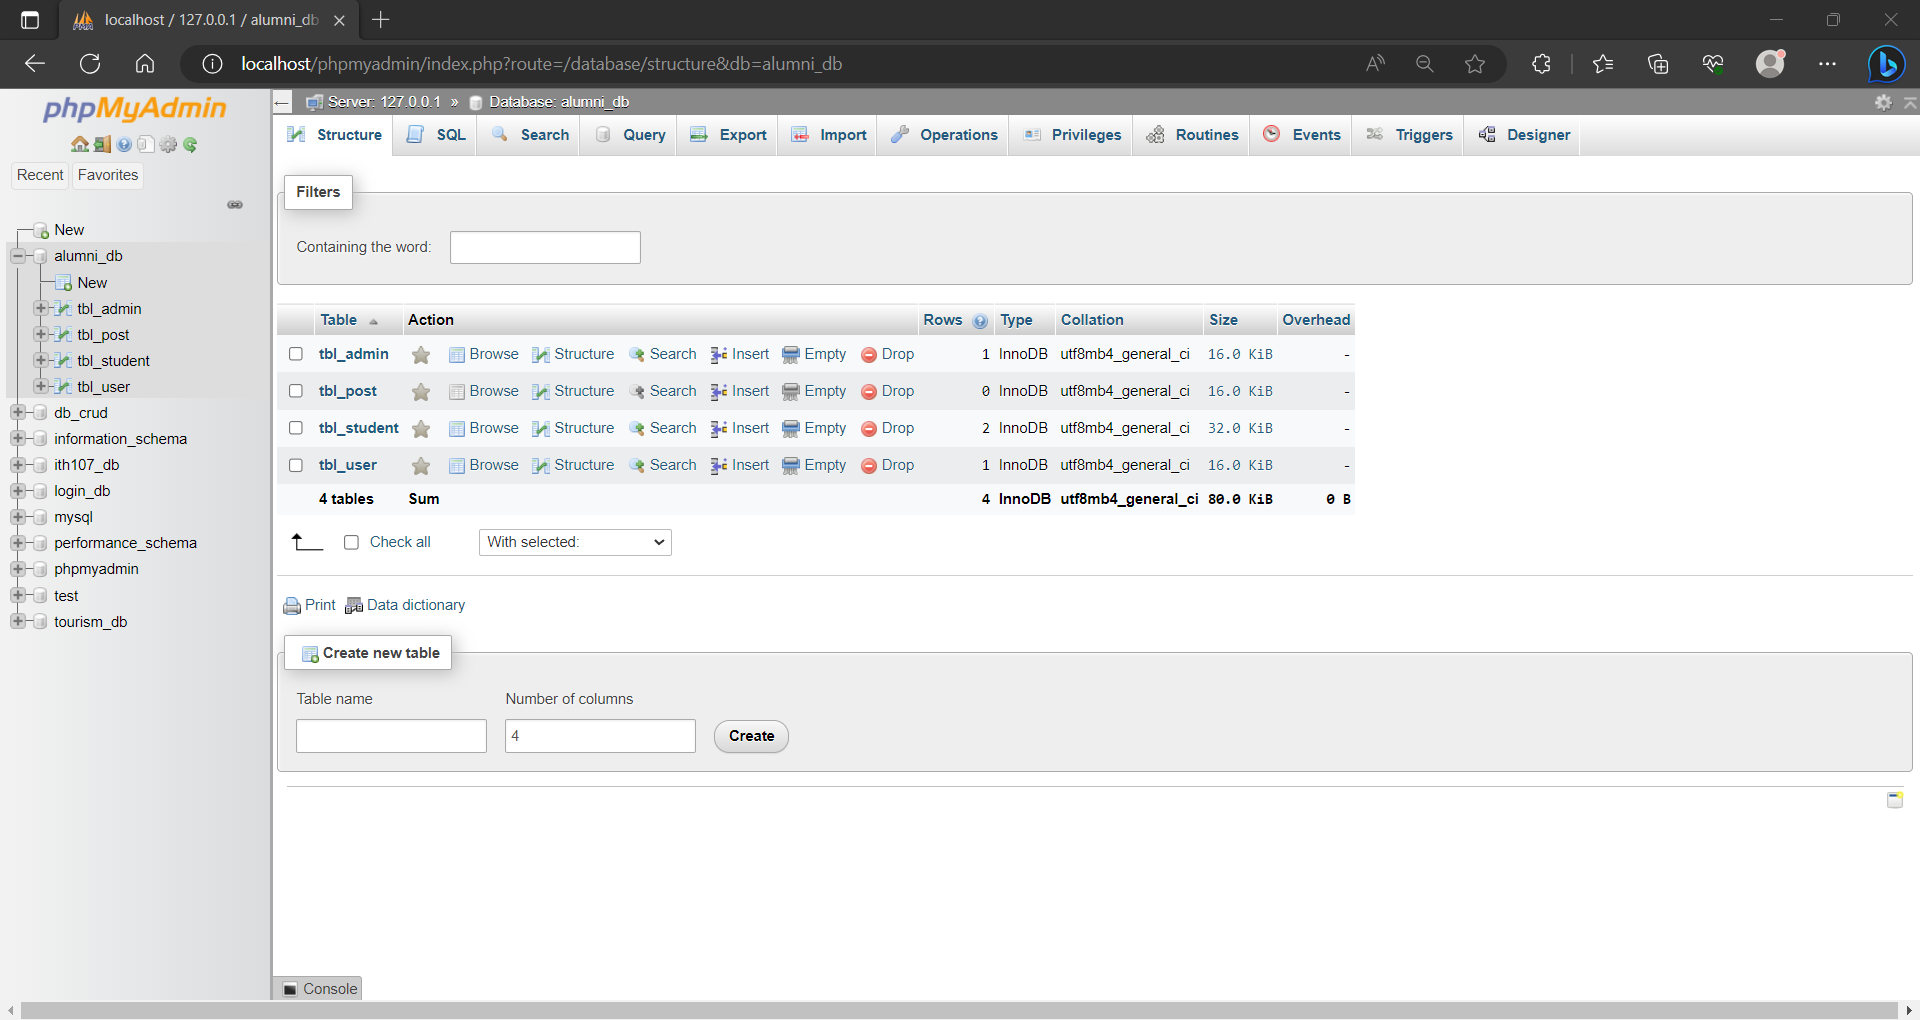 localhost / 127.0.0.1 / alumni_db
localhost/phpmyadmin/index.php?route=/database/structure&db=alumni_db
phpMyAdmin
Recent Favorites
New
alumni_db
New
tbl_admin
tbl_post
tbl_student
tbl_user
db_crud
information_schema
ith107_db
login_db
mysql
performance_schema
phpmyadmin
test
tourism_db
Server: 127.0.0.1 » Database: alumni_db
Structure SQL Search Query Export Import Operations Privileges Routines Events Triggers Designer
Filters
Containing the word:
Table Action Rows Type Collation Size Overhead
tbl_admin Browse Structure Search Insert Empty Drop 1 InnoDB utf8mb4_general_ci 16.0 KiB -
tbl_post Browse Structure Search Insert Empty Drop 0 InnoDB utf8mb4_general_ci 16.0 KiB -
tbl_student Browse Structure Search Insert Empty Drop 2 InnoDB utf8mb4_general_ci 32.0 KiB -
tbl_user Browse Structure Search Insert Empty Drop 1 InnoDB utf8mb4_general_ci 16.0 KiB -
4 tables Sum 4 InnoDB utf8mb4_general_ci 80.0 KiB 0 B
Check all With selected:
Print Data dictionary
Create new table
Table name Number of columns
4 Create
Console